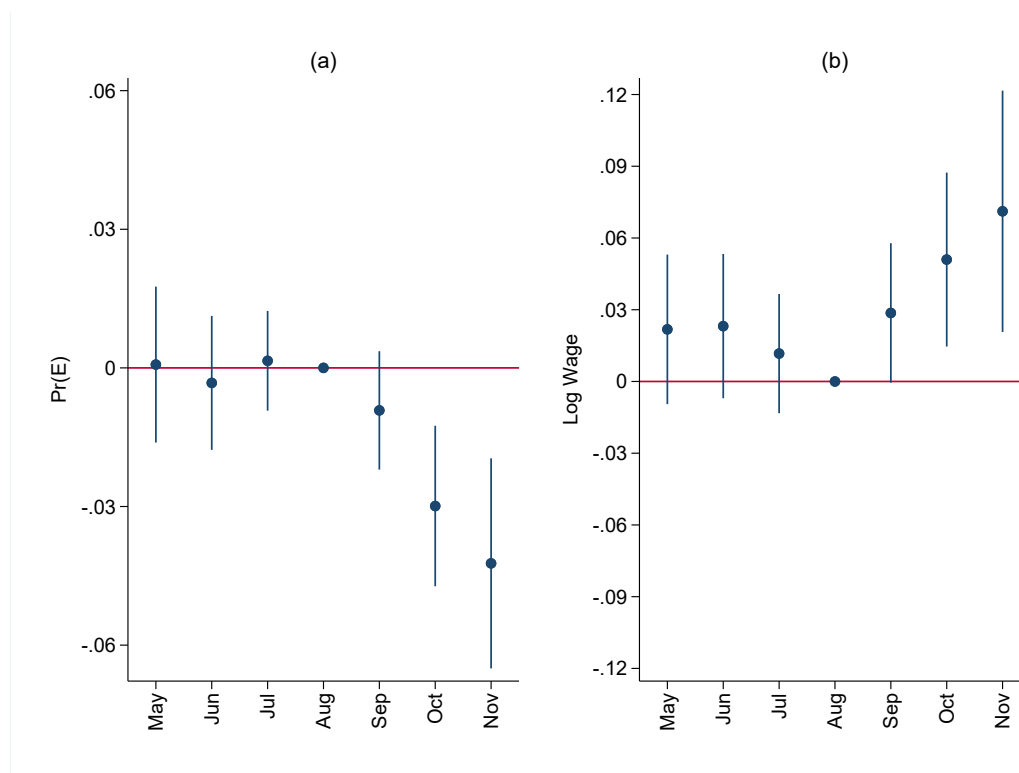 (a)
.06
.03
0
-.03
-.06
Pr(E)
May
Jun
Jul
Aug
Sep
Oct
Nov
(b)
.12
.09
.06
.03
0
-.03
-.06
-.09
-.12
Log Wage
May
Jun
Jul
Aug
Sep
Oct
Nov